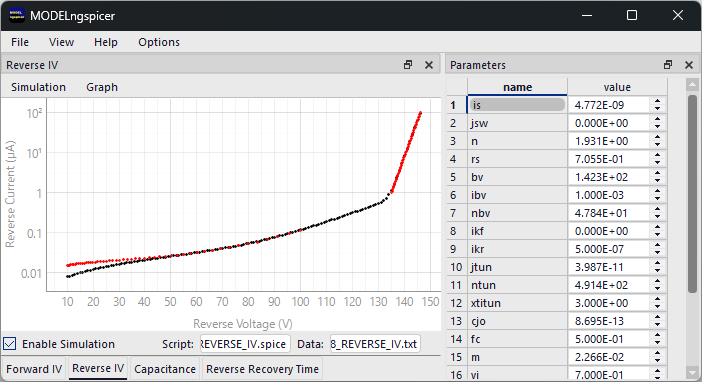 MODELngspicer
File View Help Options
Reverse IV
Simulation Graph
10²
10
1
0.1
0.01
Reverse Current (µA)
10 20 30 40 50 60 70 80 90 100 110 120 130 140 150
Reverse Voltage (V)
Enable Simulation Script: REVERSE_IV.spice Data: 8_REVERSE_IV.txt
Forward IV Reverse IV Capacitance Reverse Recovery Time
Parameters
name value
1 is 4.772E-09
2 jsw 0.000E+00
3 n 1.931E+00
4 rs 7.055E-01
5 bv 1.423E+02
6 ibv 1.000E-03
7 nbv 4.784E+01
8 ikf 0.000E+00
9 ikr 5.000E-07
10 jtun 3.987E-11
11 ntun 4.914E+02
12 xtitun 3.000E+00
13 cjo 8.695E-13
14 fc 5.000E-01
15 m 2.266E-02
16 vj 7.000E-01